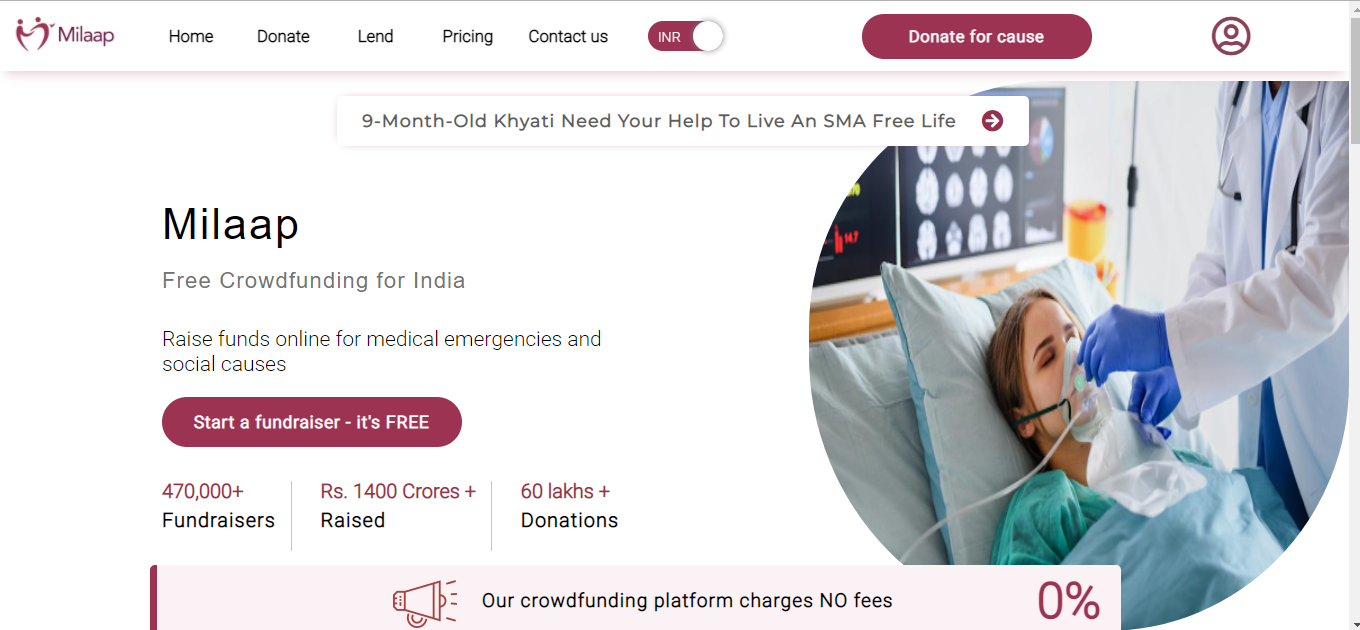 Milaap
Home
Donate
Lend
Pricing
Contact us
INR
Donate for cause
9-Month-Old Khyati Need Your Help To Live An SMA Free Life
Milaap
Free Crowdfunding for India
Raise funds online for medical emergencies and
social causes
Start a fundraiser - it's FREE
470,000+
Fundraisers
Rs. 1400 Crores +
Raised
60 lakhs +
Donations
14.7
Our crowdfunding platform charges NO fees
0%